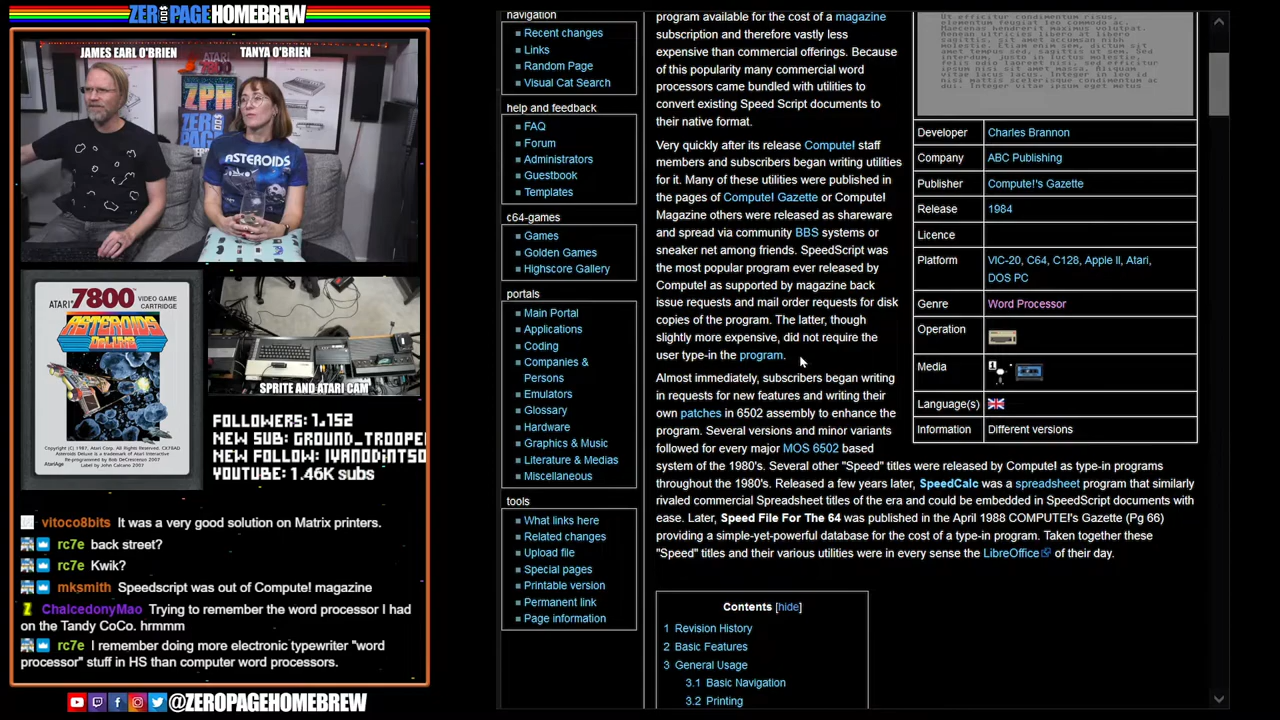 ZERO PAGE HOMEBREW
JAMES EARL O'BRIEN
TANYA O'BRIEN
ZPH
ASTEROIDS
ATARI 7800 VIDEO GAME CARTRIDGE
ASTEROIDS
DELUXE
SPRITE AND ATARI CAM
FOLLOWERS: 1,152
NEW SUB: GROUND_TROOPER
NEW FOLLOW: IVANODINTSO
YOUTUBE: 1.46K subs
vitoco8bits It was a very good solution on Matrix printers.
rc7e back street?
rc7e Kwik?
mksmith Speedscript was out of Compute! magazine
ChalcedonyMao Trying to remember the word processor I had
on the Tandy CoCo. hrmmm
rc7e I remember doing more electronic typewriter "word
processor" stuff in HS than computer word processors.
@ZEROPAGEHOMEBREW
navigation
Recent changes
Links
Random Page
Visual Cat Search
help and feedback
FAQ
Forum
Administrators
Guestbook
Templates
c64-games
Games
Golden Games
Highscore Gallery
portals
Main Portal
Applications
Coding
Companies &
Persons
Emulators
Glossary
Hardware
Graphics & Music
Literature & Medias
Miscellaneous
tools
What links here
Related changes
Upload file
Special pages
Printable version
Permanent link
Page information
program available for the cost of a magazine
subscription and therefore vastly less
expensive than commercial offerings. Because
of this popularity many commercial word
processors came bundled with utilities to
convert existing Speed Script documents to
their native format.
Very quickly after its release Compute! staff
members and subscribers began writing utilities
for it. Many of these utilities were published in
the pages of Compute! Gazette or Compute!
Magazine others were released as shareware
and spread via community BBS systems or
sneaker net among friends. SpeedScript was
the most popular program ever released by
Compute! as supported by magazine back
issue requests and mail order requests for disk
copies of the program. The latter, though
slightly more expensive, did not require the
user type-in the program.
Almost immediately, subscribers began writing
in requests for new features and writing their
own patches in 6502 assembly to enhance the
program. Several versions and minor variants
followed for every major MOS 6502 based
system of the 1980's. Several other "Speed" titles were released by Compute! as type-in programs
throughout the 1980's. Released a few years later, SpeedCalc was a spreadsheet program that similarly
rivaled commercial Spreadsheet titles of the era and could be embedded in SpeedScript documents with
ease. Later, Speed File For The 64 was published in the April 1988 COMPUTE!'s Gazette (Pg 66)
providing a simple-yet-powerful database for the cost of a type-in program. Taken together these
"Speed" titles and their various utilities were in every sense the LibreOffice of their day.
Contents [hide]
1 Revision History
2 Basic Features
3 General Usage
3.1 Basic Navigation
3.2 Printing
Developer Charles Brannon
Company ABC Publishing
Publisher Compute!'s Gazette
Release 1984
Licence
Platform VIC-20, C64, C128, Apple II, Atari,
DOS PC
Genre Word Processor
Operation
Media
Language(s)
Information Different versions